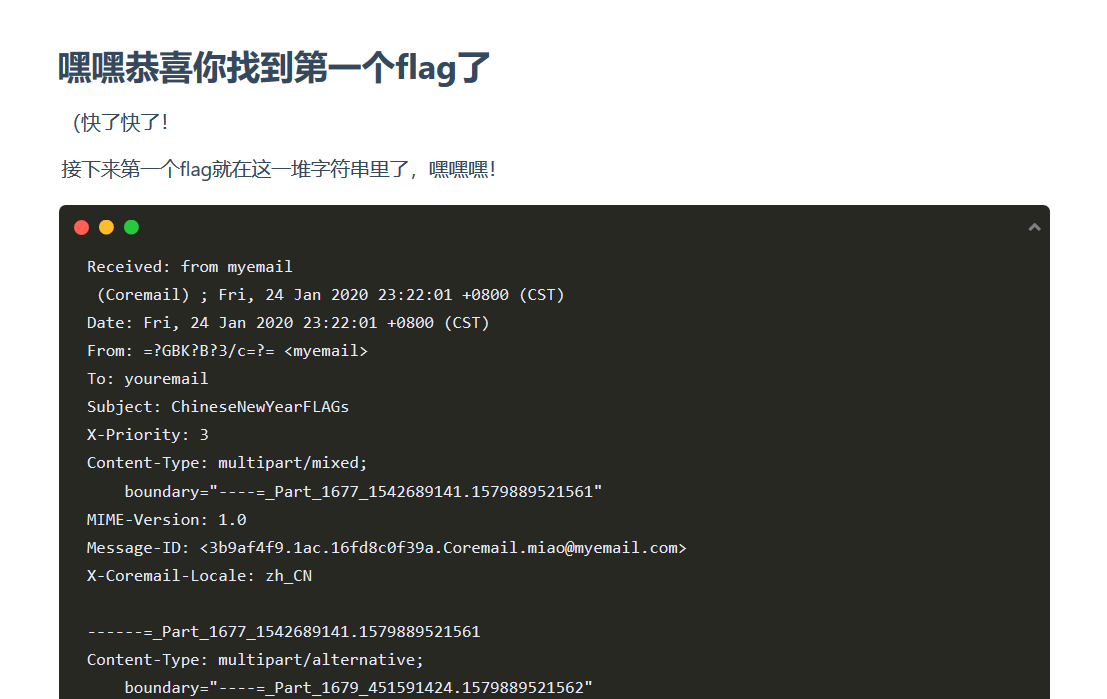 嘿嘿恭喜你找到第一个flag了
（快了快了！
接下来第一个flag就在这一堆字符串里了，嘿嘿嘿！
Received: from myemail
 (Coremail) ; Fri, 24 Jan 2020 23:22:01 +0800 (CST)
Date: Fri, 24 Jan 2020 23:22:01 +0800 (CST)
From: =?GBK?B?3/c=?= <myemail>
To: youremail
Subject: ChineseNewYearFLAGs
X-Priority: 3
Content-Type: multipart/mixed;
    boundary="----=_Part_1677_1542689141.1579889521561"
MIME-Version: 1.0
Message-ID: <3b9af4f9.1ac.16fd8c0f39a.Coremail.miao@myemail.com>
X-Coremail-Locale: zh_CN

------=_Part_1677_1542689141.1579889521561
Content-Type: multipart/alternative;
    boundary="----=_Part_1679_451591424.1579889521562"